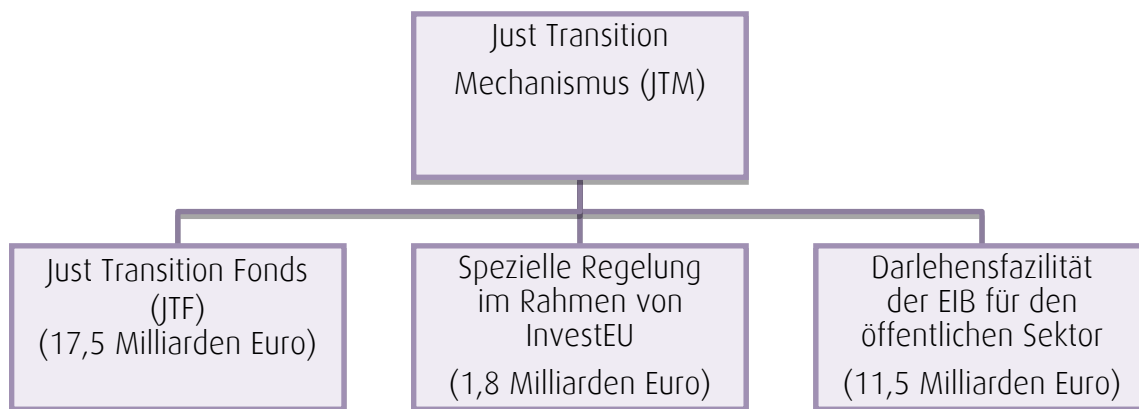 Just Transition
Mechanismus (JTM)
Just Transition Fonds
(JTF)
(17,5 Milliarden Euro)
Spezielle Regelung
im Rahmen von
InvestEU
(1,8 Milliarden Euro)
Darlehensfazilität
der EIB für den
öffentlichen Sektor
(11,5 Milliarden Euro)